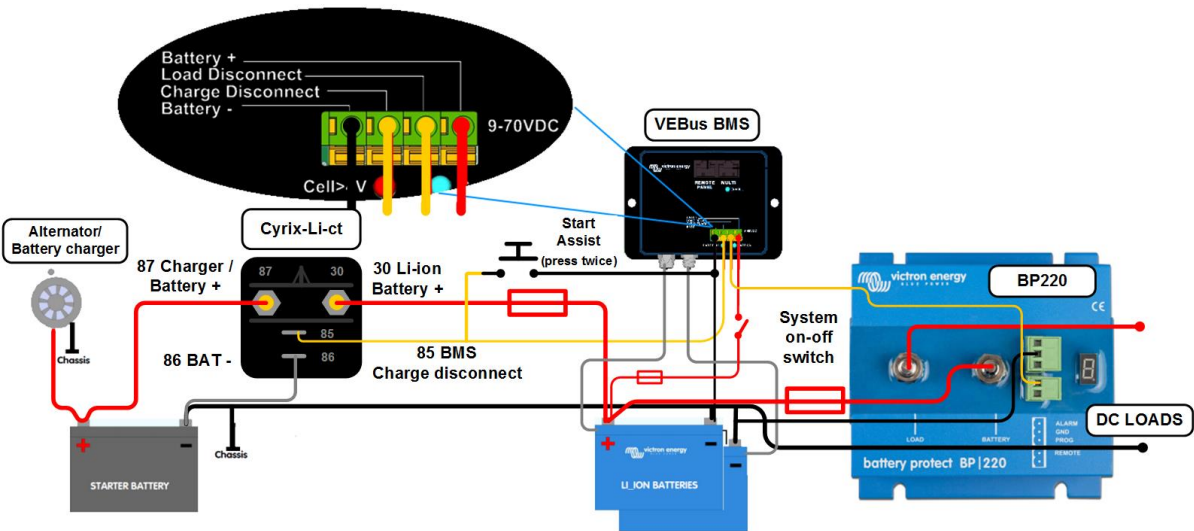 Battery +
Load Disconnect
Charge Disconnect
Battery -
9-70VDC
Cell>
V
VEBus BMS
victron energy
REMOTE PANEL
MULTI
Alternator/
Battery charger
Cyrix-Li-ct
Start
Assist
(press twice)
87 Charger /
Battery +
87
30
30 Li-ion
Battery +
85
86
85 BMS
Charge disconnect
86 BAT -
Chassis
System
on-off
switch
victron energy
BLUE POWER
BP220
CE
8
LOAD
BATTERY
ALARM
GND
PROG
REMOTE
battery protect BP|220
DC LOADS
Chassis
+
-
STARTER BATTERY
+
-
victron energy
LI_ION BATTERIES
-